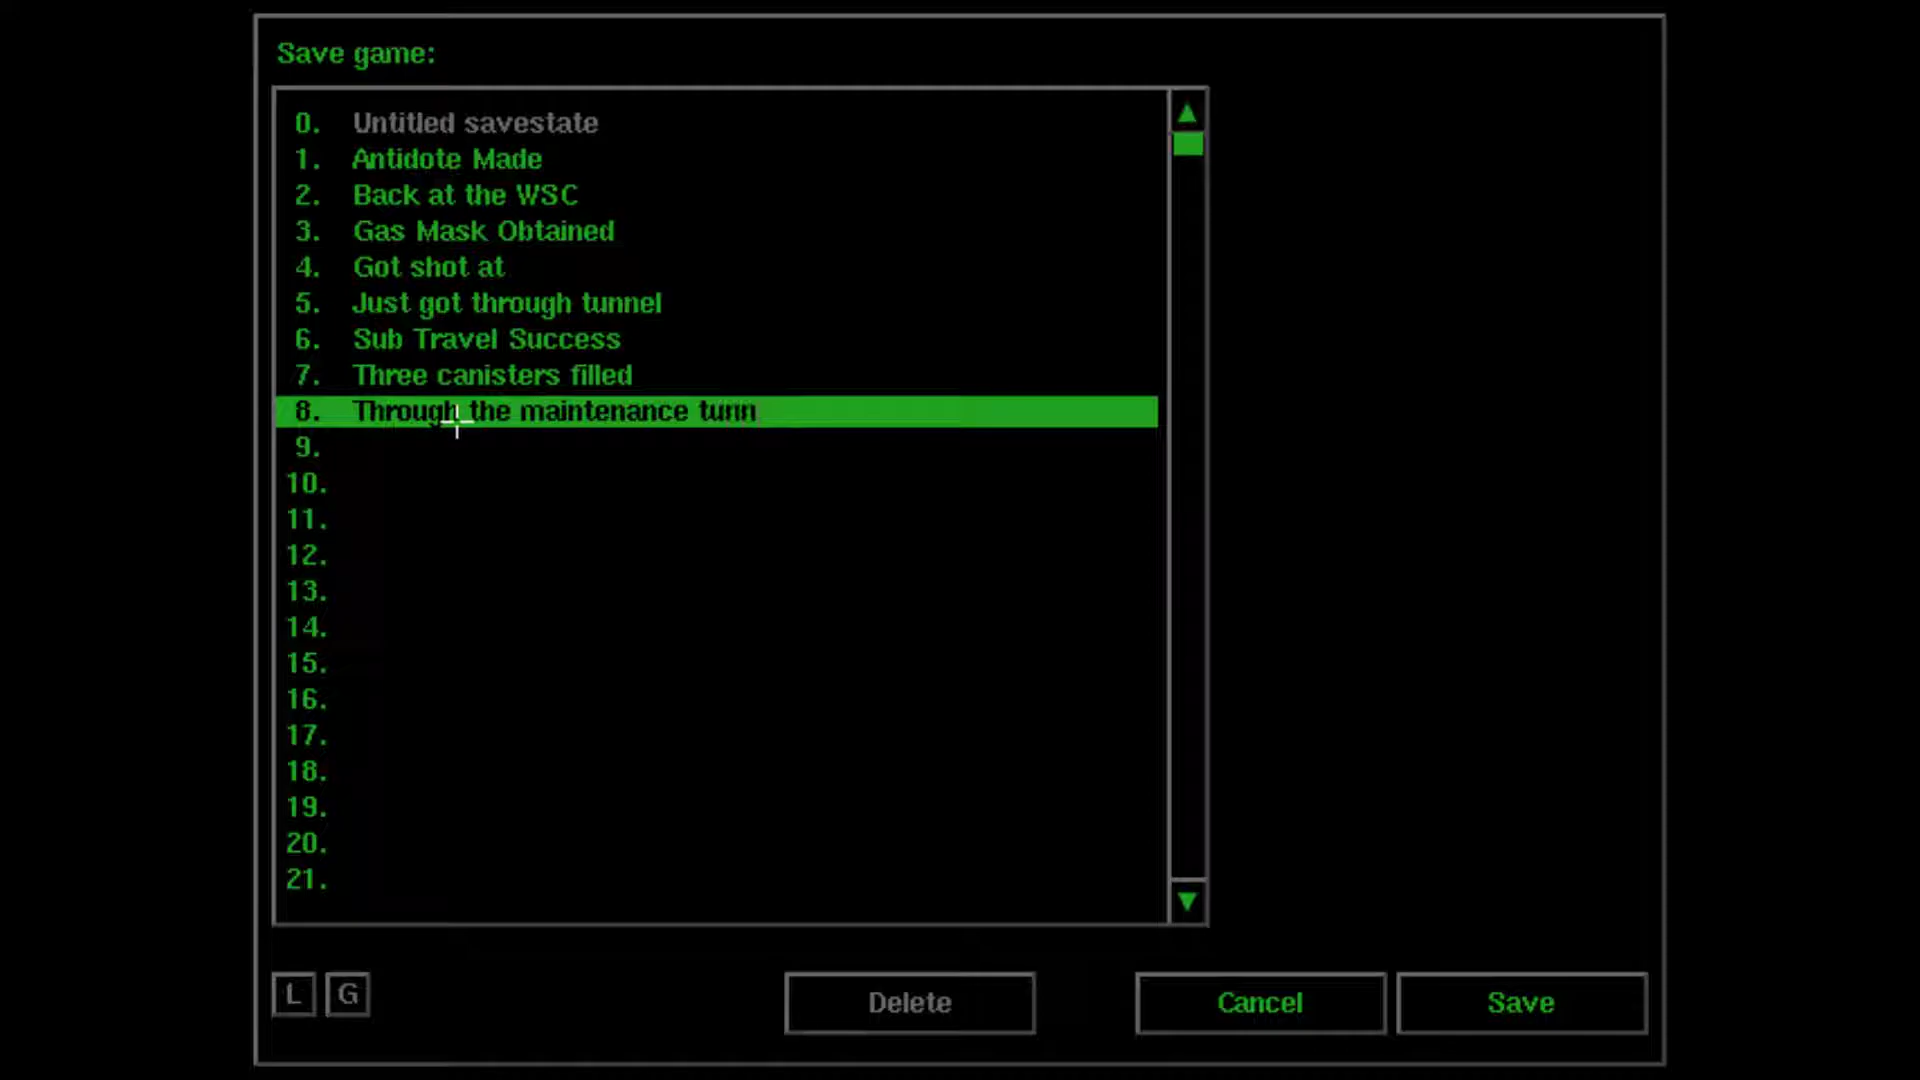 Save game:
0. Untitled savestate
1. Antidote Made
2. Back at the WSC
3. Gas Mask Obtained
4. Got shot at
5. Just got through tunnel
6. Sub Travel Success
7. Three canisters filled
8. Through the maintenance tunn
9.
10.
11.
12.
13.
14.
15.
16.
17.
18.
19.
20.
21.
L G Delete Cancel Save